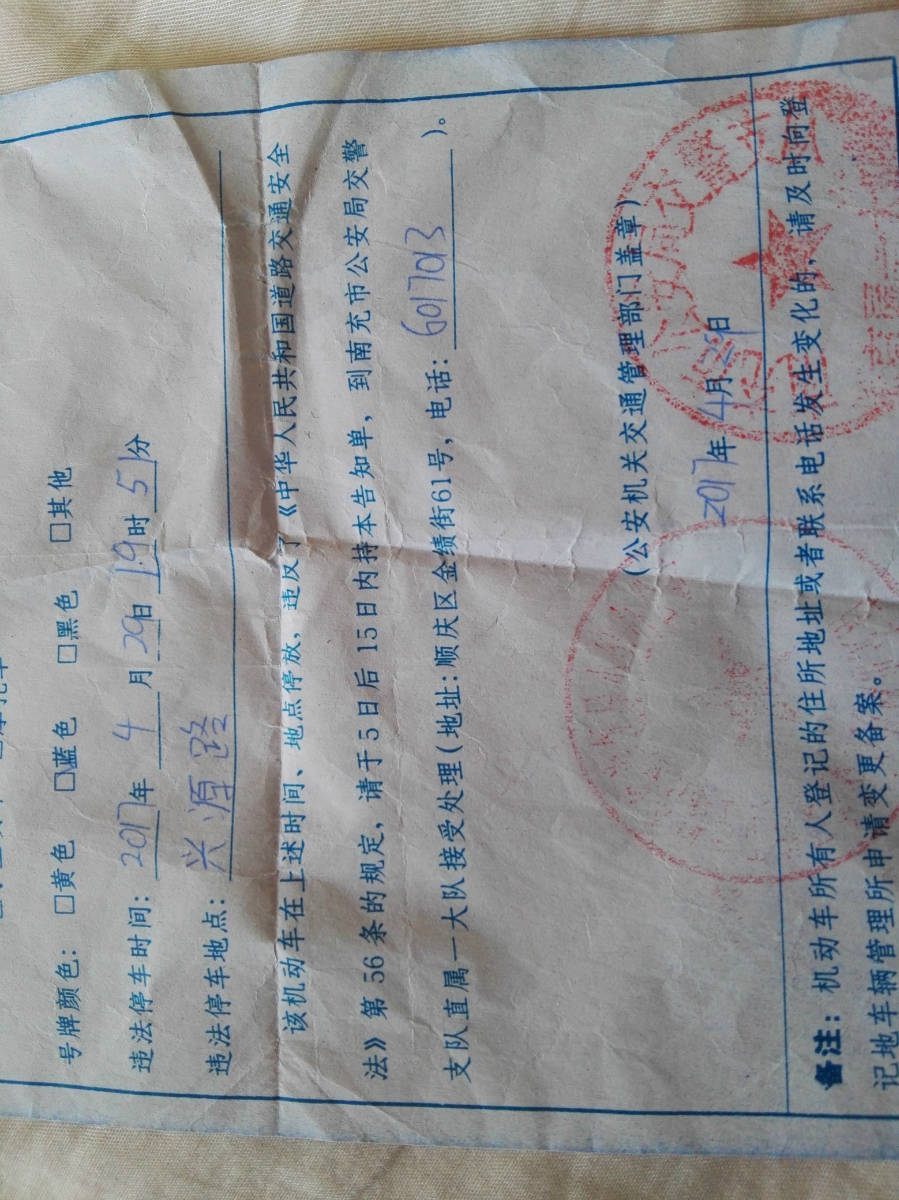 号牌颜色: □黄色 ☑蓝色 □黑色 □其他
违法停车时间: 2017年 4 月 29日 19时 51分
违法停车地点: 兴源路
该机动车在上述时间、地点停放, 违反了《中华人民共和国道路交通安全
法》第 56 条的规定, 请于 5 日后 15 日内持本告知单, 到南充市公安局交警
支队直属一大队接受处理(地址:顺庆区金绩街61号, 电话: 6017013 )。
(公安机关交通管理部门盖章)
2017年 4月 29日
备注: 机动车所有人登记的住所地址或者联系电话发生变化的, 请及时向登
记地车辆管理所申请变更备案。